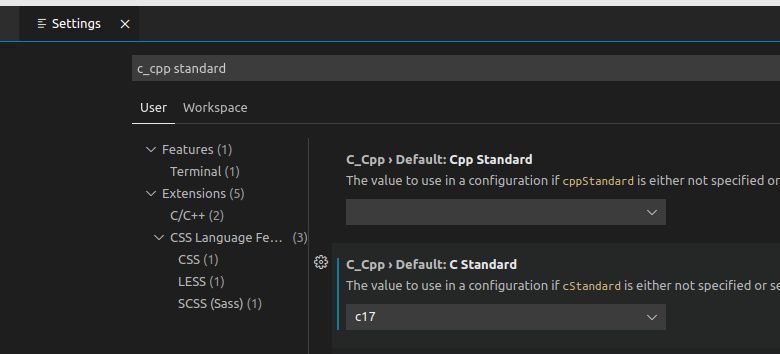 Settings
c_cpp standard
User Workspace
Features (1)
Terminal (1)
Extensions (5)
C/C++ (2)
CSS Language Fe... (3)
CSS (1)
LESS (1)
SCSS (Sass) (1)
C_Cpp › Default: Cpp Standard
The value to use in a configuration if cppStandard is either not specified or
C_Cpp › Default: C Standard
The value to use in a configuration if cStandard is either not specified or se
c17